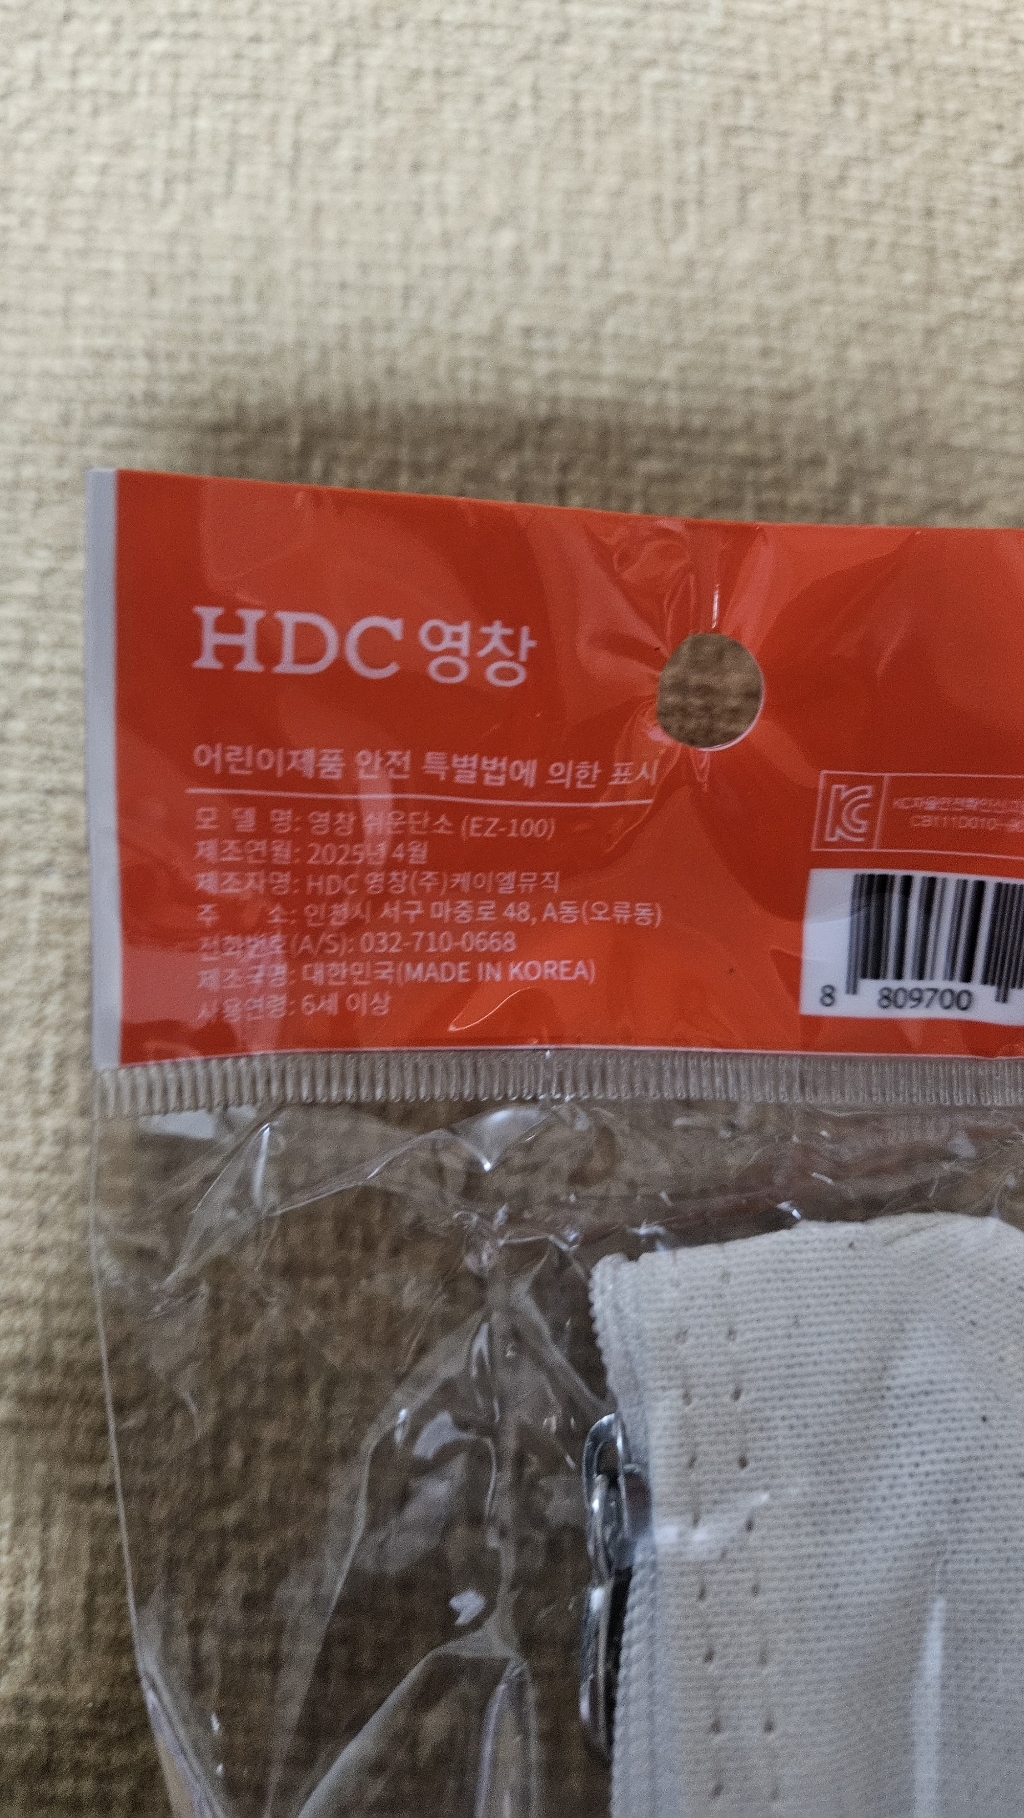 HDC 영창
어린이제품 안전 특별법에 의한 표시
모 델 명: 영창 쉬운단소 (EZ-100)
제조연월: 2025년 4월
제조자명: HDC 영창(주)케이엘뮤직
주 소: 인천시 서구 마중로 48, A동(오류동)
전화번호(A/S): 032-710-0668
제조국명: 대한민국(MADE IN KOREA)
사용연령: 6세 이상
KC
8 809700